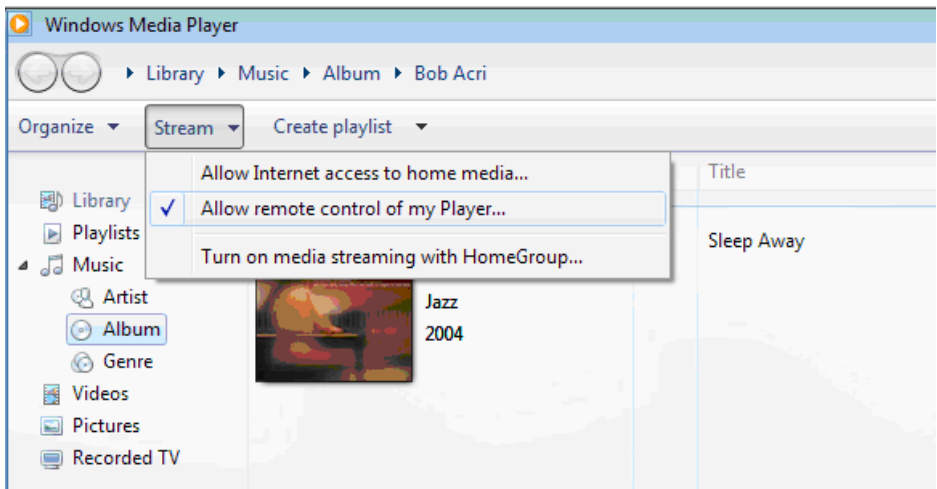 Windows Media Player
Library Music Album Bob Acri
Organize Stream Create playlist
Allow Internet access to home media...
Allow remote control of my Player...
Turn on media streaming with HomeGroup...
Title
Library
Playlists
Music
Artist
Album
Genre
Videos
Pictures
Recorded TV
Jazz
2004
Sleep Away